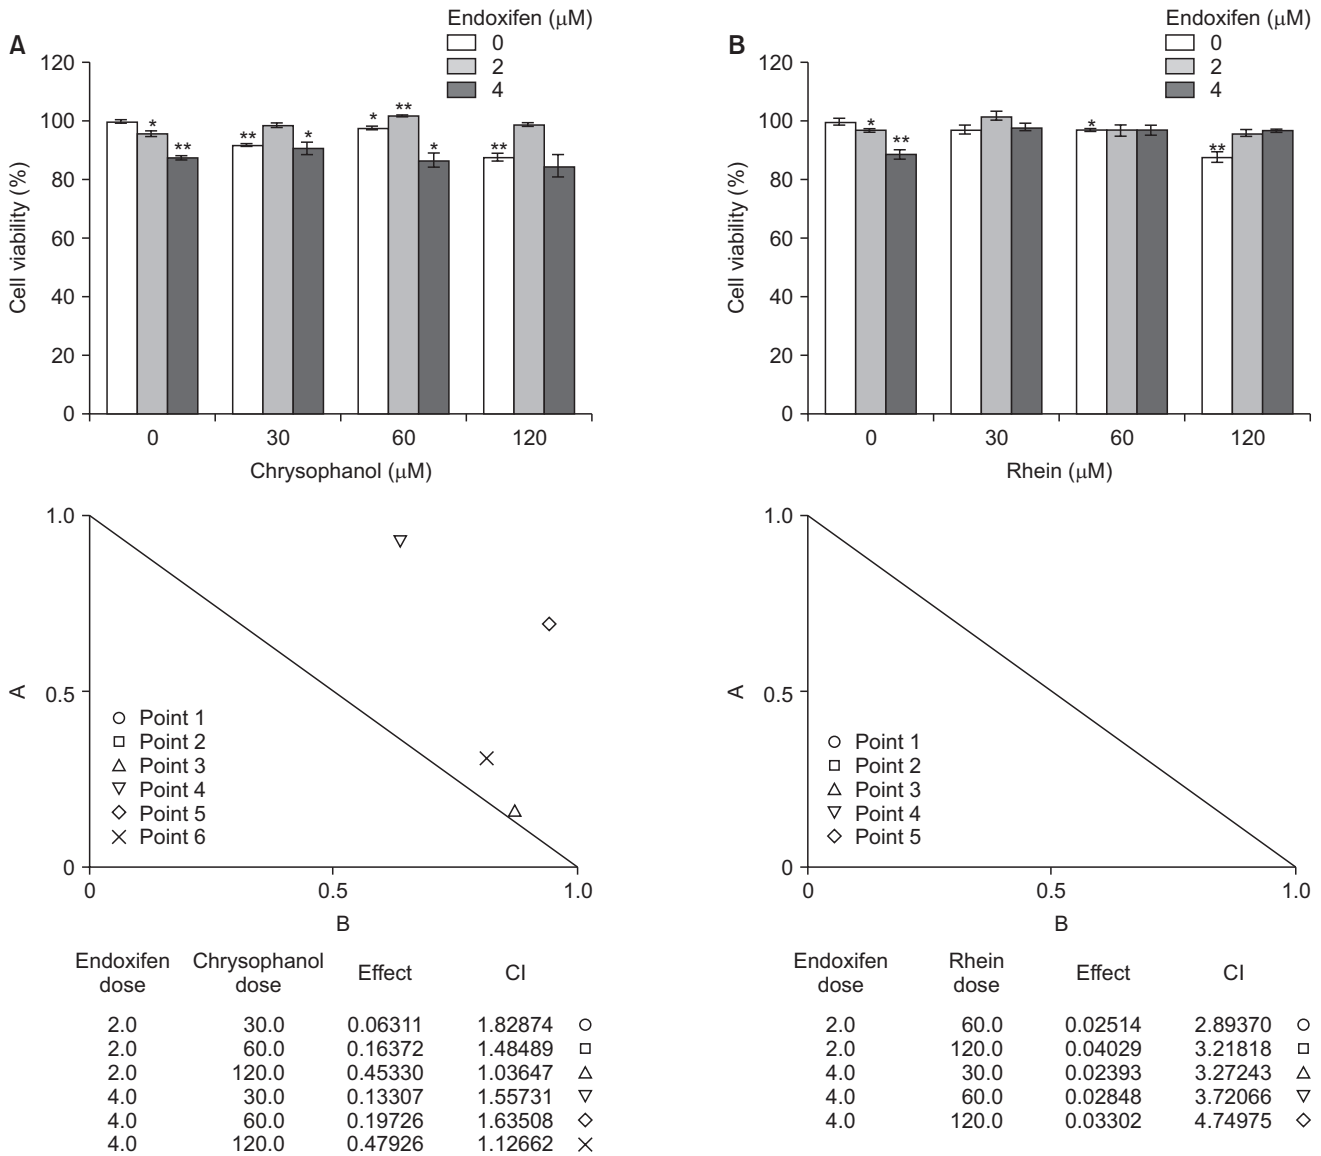 A
Endoxifen (μM)
0
2
4
120
100
80
60
40
20
0
Cell viability (%)
* ** ** * * ** * **
0 30 60 120
Chrysophanol (μM)
B
Endoxifen (μM)
0
2
4
120
100
80
60
40
20
0
Cell viability (%)
* ** * **
0 30 60 120
Rhein (μM)
1.0
0.5
0
A
Point 1
Point 2
Point 3
Point 4
Point 5
Point 6
0 0.5 1.0
B
1.0
0.5
0
A
Point 1
Point 2
Point 3
Point 4
Point 5
0 0.5 1.0
B
Endoxifen dose Chrysophanol dose Effect CI
2.0 30.0 0.06311 1.82874
2.0 60.0 0.16372 1.48489
2.0 120.0 0.45330 1.03647
4.0 30.0 0.13307 1.55731
4.0 60.0 0.19726 1.63508
4.0 120.0 0.47926 1.12662
Endoxifen dose Rhein dose Effect CI
2.0 60.0 0.02514 2.89370
2.0 120.0 0.04029 3.21818
4.0 30.0 0.02393 3.27243
4.0 60.0 0.02848 3.72066
4.0 120.0 0.03302 4.74975